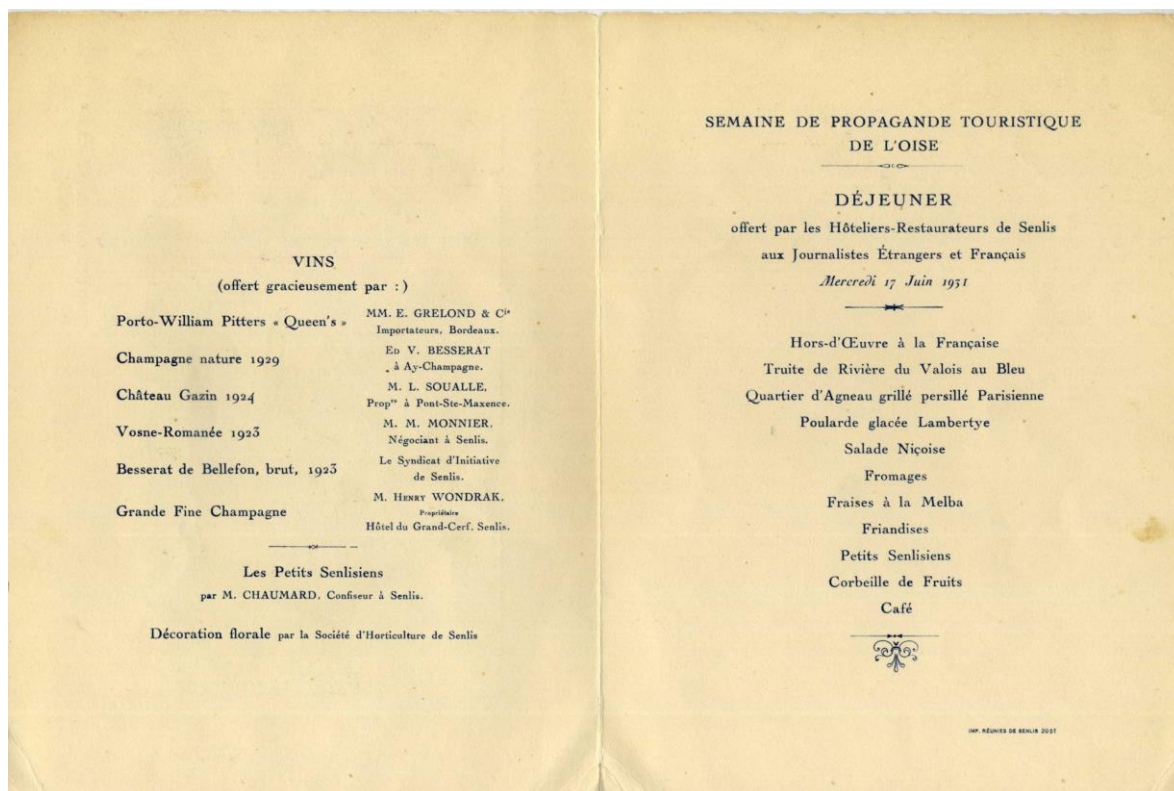 VINS
(offert gracieusement par : )
Porto-William Pitters « Queen's »
MM. E. GRELOND & Cie
Importateurs, Bordeaux.
Champagne nature 1929
ED V. BESSERAT
à Ay-Champagne.
Château Gazin 1924
M. L. SOUALLE,
Propre à Pont-Ste-Maxence.
Vosne-Romanée 1923
M. M. MONNIER,
Négociant à Senlis.
Besserat de Bellefon, brut, 1923
Le Syndicat d'Initiative
de Senlis.
Grande Fine Champagne
M. HENRY WONDRAK,
Propriétaire
Hôtel du Grand-Cerf. Senlis.
Les Petits Senlisiens
par M. CHAUMARD, Confiseur à Senlis.
Décoration florale par la Société d'Horticulture de Senlis
SEMAINE DE PROPAGANDE TOURISTIQUE
DE L'OISE
DÉJEUNER
offert par les Hôteliers-Restaurateurs de Senlis
aux Journalistes Étrangers et Français
Mercredi 17 Juin 1931
Hors-d'Œuvre à la Française
Truite de Rivière du Valois au Bleu
Quartier d'Agneau grillé persillé Parisienne
Poularde glacée Lambertye
Salade Niçoise
Fromages
Fraises à la Melba
Friandises
Petits Senlisiens
Corbeille de Fruits
Café
IMP. RÉUNIES DE SENLIS